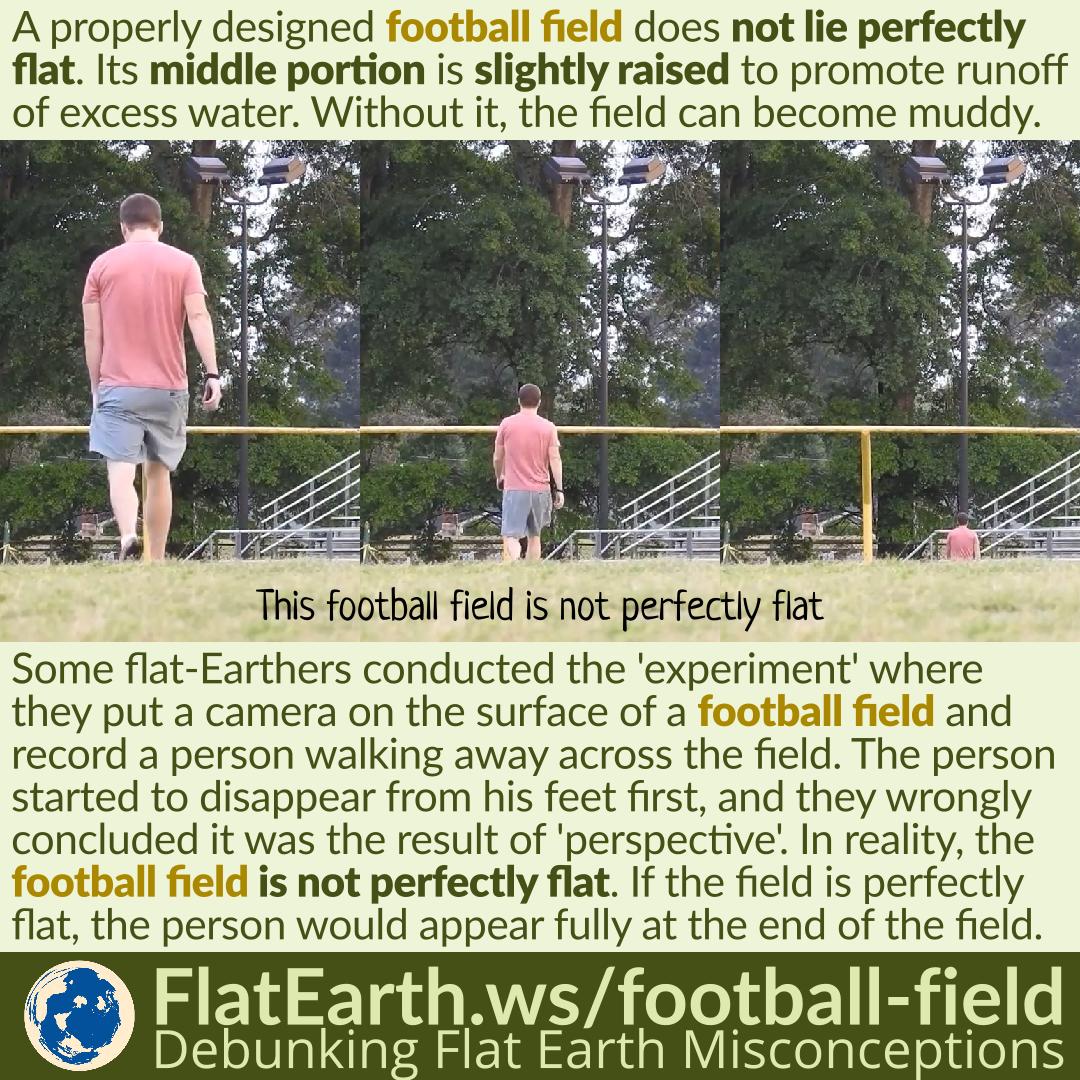 A properly designed football field does not lie perfectly
flat. Its middle portion is slightly raised to promote runoff
of excess water. Without it, the field can become muddy.
This football field is not perfectly flat
Some flat-Earthers conducted the 'experiment' where
they put a camera on the surface of a football field and
record a person walking away across the field. The person
started to disappear from his feet first, and they wrongly
concluded it was the result of 'perspective'. In reality, the
football field is not perfectly flat. If the field is perfectly
flat, the person would appear fully at the end of the field.
FlatEarth.ws/football-field
Debunking Flat Earth Misconceptions